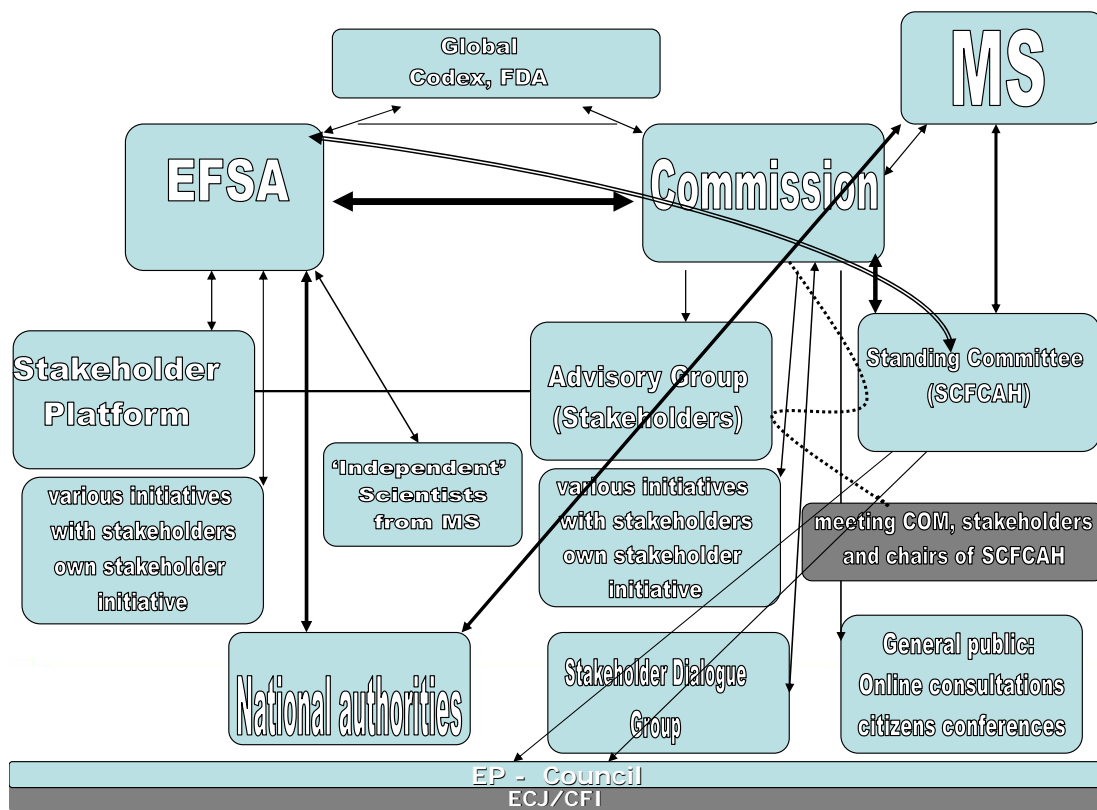 Global
Codex, FDA
MS
EFSA
Commission
Stakeholder
Platform
Advisory Group
(Stakeholders)
Standing Committee
(SCFCAH)
'Independent'
Scientists
from MS
various initiatives
with stakeholders
own stakeholder
initiative
various initiatives
with stakeholders
own stakeholder
initiative
meeting COM, stakeholders
and chairs of SCFCAH
National authorities
Stakeholder Dialogue
Group
General public:
Online consultations
citizens conferences
EP - Council
ECJ/CFI